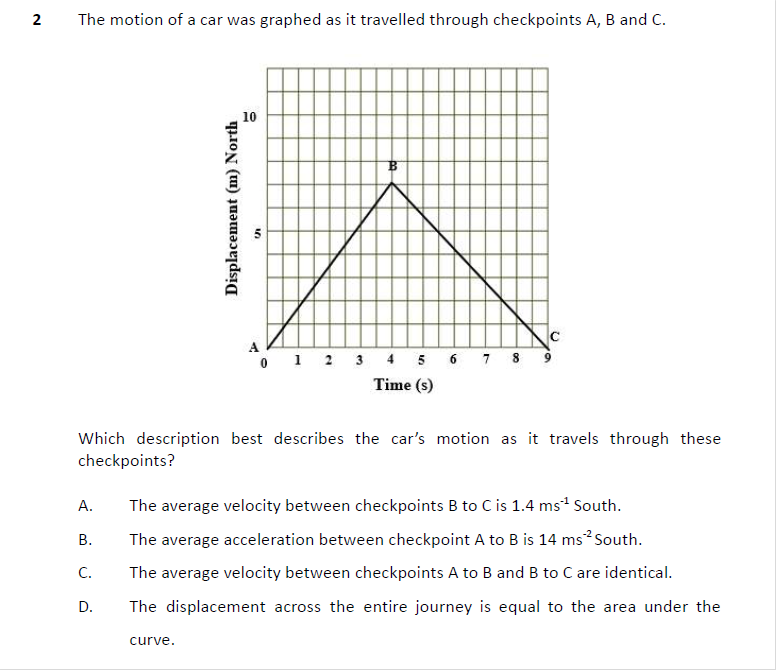 2 The motion of a car was graphed as it travelled through checkpoints A, B and C.
10
B
5
Displacement (m) North
A
C
0 1 2 3 4 5 6 7 8 9
Time (s)
Which description best describes the car's motion as it travels through these
checkpoints?
A. The average velocity between checkpoints B to C is 1.4 ms⁻¹ South.
B. The average acceleration between checkpoint A to B is 14 ms⁻² South.
C. The average velocity between checkpoints A to B and B to C are identical.
D. The displacement across the entire journey is equal to the area under the
curve.